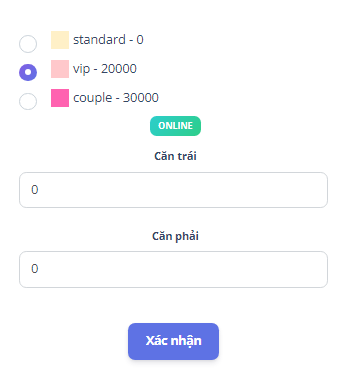 standard - 0
vip - 20000
couple - 30000
ONLINE
Căn trái
0
Căn phải
0
Xác nhận